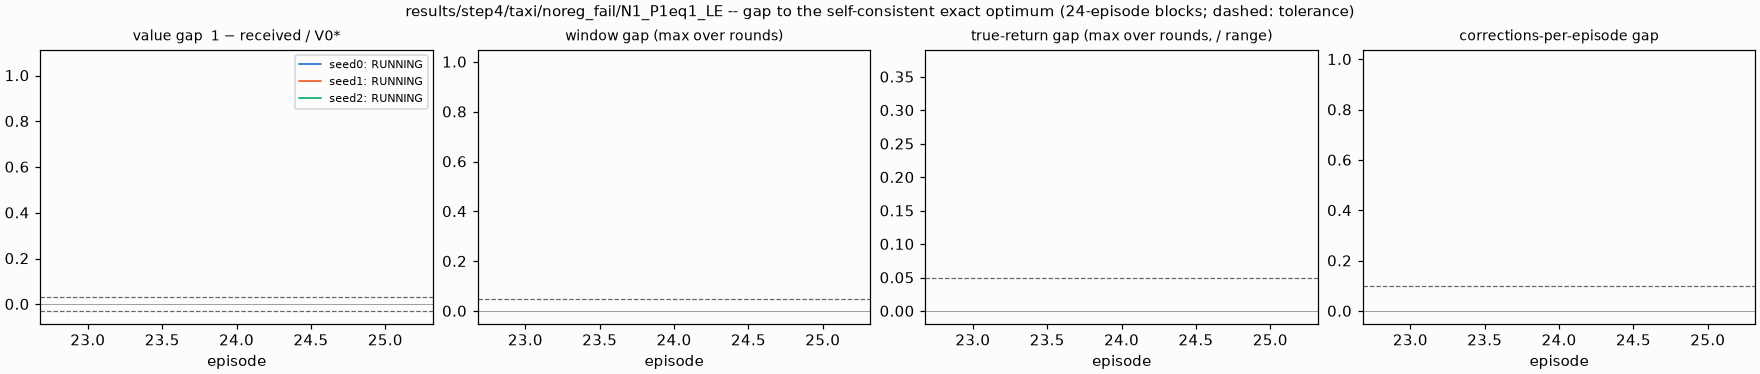 results/step4/taxi/noreg_fail/N1_P1eq1_LE -- gap to the self-consistent exact optimum (24-episode blocks; dashed: tolerance)
value gap 1 − received / V0*
1.0
0.8
0.6
0.4
0.2
0.0
seed0: RUNNING
seed1: RUNNING
seed2: RUNNING
23.0 23.5 24.0 24.5 25.0
episode
window gap (max over rounds)
1.0
0.8
0.6
0.4
0.2
0.0
23.0 23.5 24.0 24.5 25.0
episode
true-return gap (max over rounds, / range)
0.35
0.30
0.25
0.20
0.15
0.10
0.05
0.00
23.0 23.5 24.0 24.5 25.0
episode
corrections-per-episode gap
1.0
0.8
0.6
0.4
0.2
0.0
23.0 23.5 24.0 24.5 25.0
episode